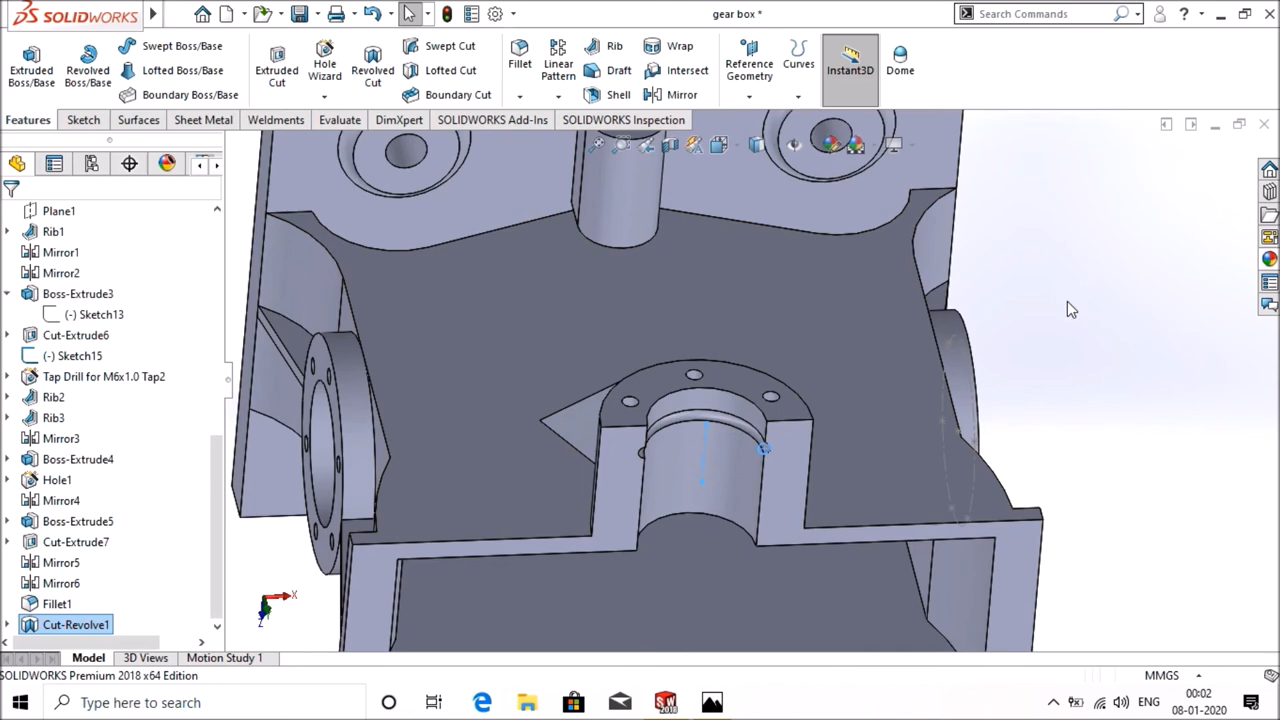 SOLIDWORKS
gear box *
Search Commands
Extruded Boss/Base
Revolved Boss/Base
Swept Boss/Base
Lofted Boss/Base
Boundary Boss/Base
Extruded Cut
Hole Wizard
Revolved Cut
Swept Cut
Lofted Cut
Boundary Cut
Fillet
Linear Pattern
Rib
Draft
Shell
Wrap
Intersect
Mirror
Reference Geometry
Curves
Instant3D
Dome
Features
Sketch
Surfaces
Sheet Metal
Weldments
Evaluate
DimXpert
SOLIDWORKS Add-Ins
SOLIDWORKS Inspection
Plane1
Rib1
Mirror1
Mirror2
Boss-Extrude3
(-) Sketch13
Cut-Extrude6
(-) Sketch15
Tap Drill for M6x1.0 Tap2
Rib2
Rib3
Mirror3
Boss-Extrude4
Hole1
Mirror4
Boss-Extrude5
Cut-Extrude7
Mirror5
Mirror6
Fillet1
Cut-Revolve1
X
Z
Model
3D Views
Motion Study 1
SOLIDWORKS Premium 2018 x64 Edition
MMGS
Type here to search
SW
2018
ENG
00:02
08-01-2020